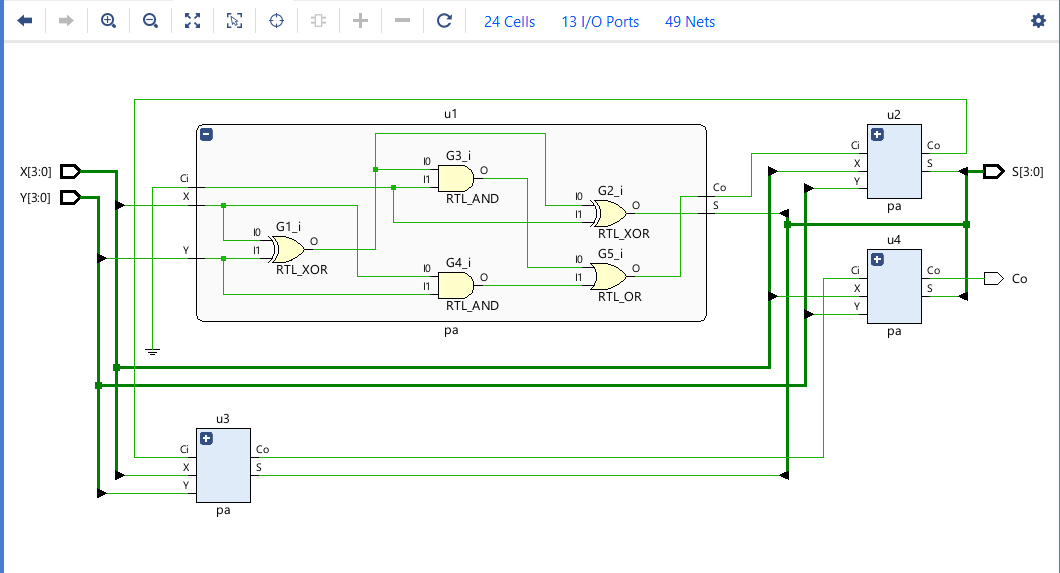 24 Cells 13 I/O Ports 49 Nets
u1
u2
X[3:0]
Y[3:0]
Ci
X
Y
G1_i
I0
I1
O
RTL_XOR
G3_i
I0
I1
O
RTL_AND
G2_i
I0
I1
O
RTL_XOR
G4_i
I0
I1
O
RTL_AND
G5_i
I0
I1
O
RTL_OR
Co
S
pa
Ci
X
Y
Co
S
pa
S[3:0]
u4
Ci
X
Y
Co
S
pa
Co
u3
Ci
X
Y
Co
S
pa